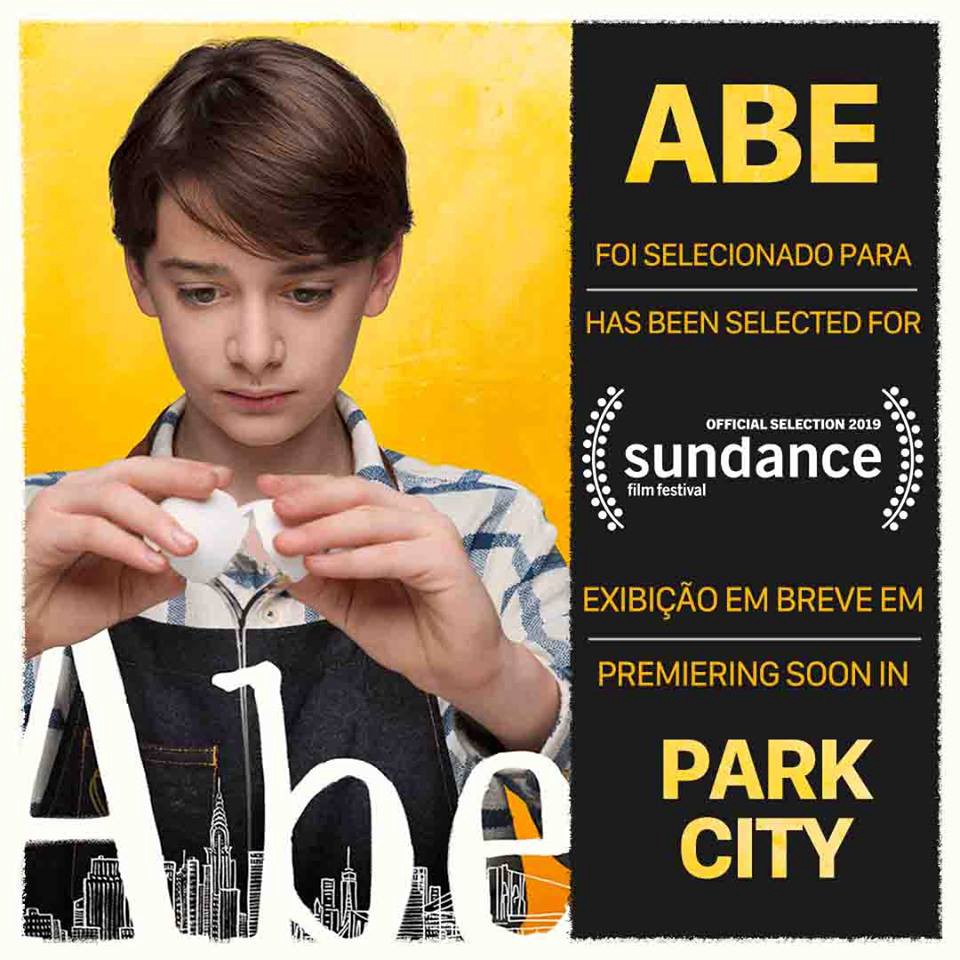 Abe
ABE
FOI SELECIONADO PARA
HAS BEEN SELECTED FOR
OFFICIAL SELECTION 2019
sundance
film festival
EXIBIÇÃO EM BREVE EM
PREMIERING SOON IN
PARK
CITY